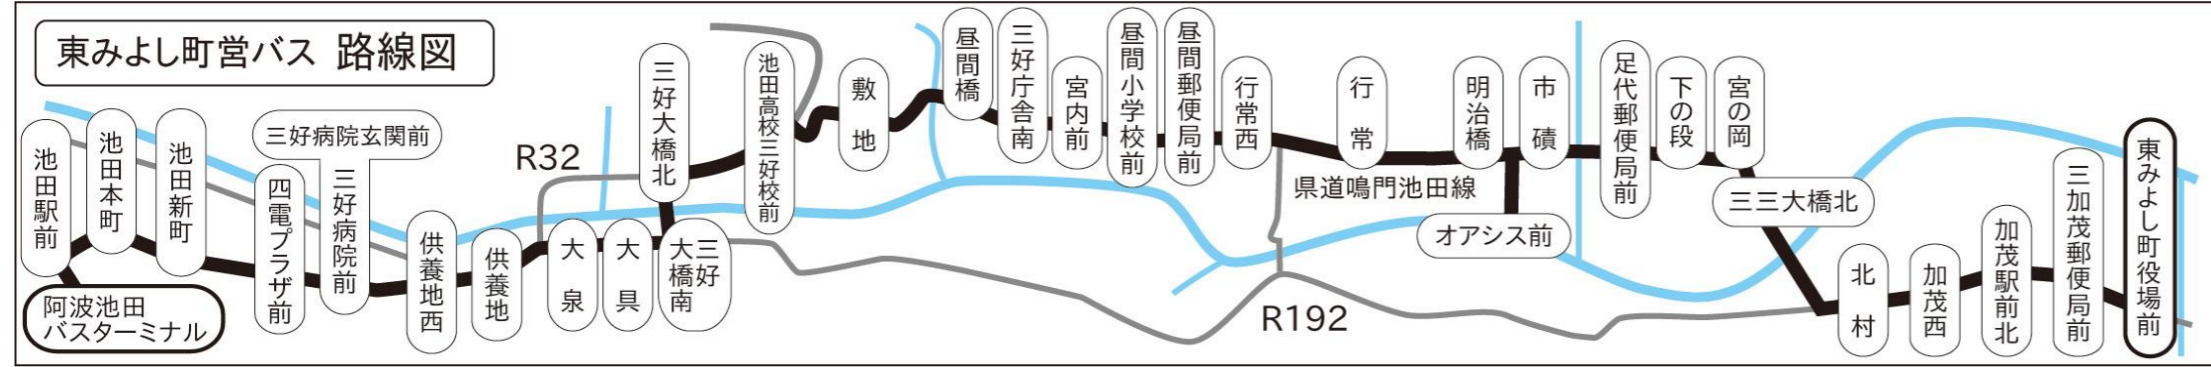 東みよし町営バス 路線図
池田駅前
阿波池田
バスターミナル
池田本町
池田新町
四電プラザ前
三好病院玄関前
三好病院前
供養地西
供養地
R32
大泉
大具
三好
大橋南
三好大橋北
池田高校三好校前
敷地
昼間橋
三好庁舎南
宮内前
昼間小学校前
昼間郵便局前
行常西
県道鳴門池田線
R192
行常
明治橋
オアシス前
市磧
足代郵便局前
下の段
宮の岡
三三大橋北
北村
加茂西
加茂駅前北
三加茂郵便局前
東みよし町役場前